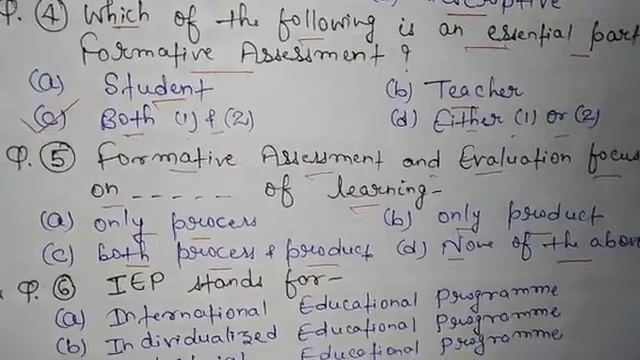 Q. ④ Which of the following is an essential part
Formative Assessment ?
(a) Student (b) Teacher
(c) Both (1) & (2) (d) Either (1) or (2)
Q. ⑤ Formative Assessment and Evaluation focus
on _ _ _ _ _ of learning-
(a) only process (b) only product
(c) both process & product (d) None of the above
Q. ⑥ IEP stands for-
(a) International Educational Programme
(b) Individualized Educational Programme
Educational Programme